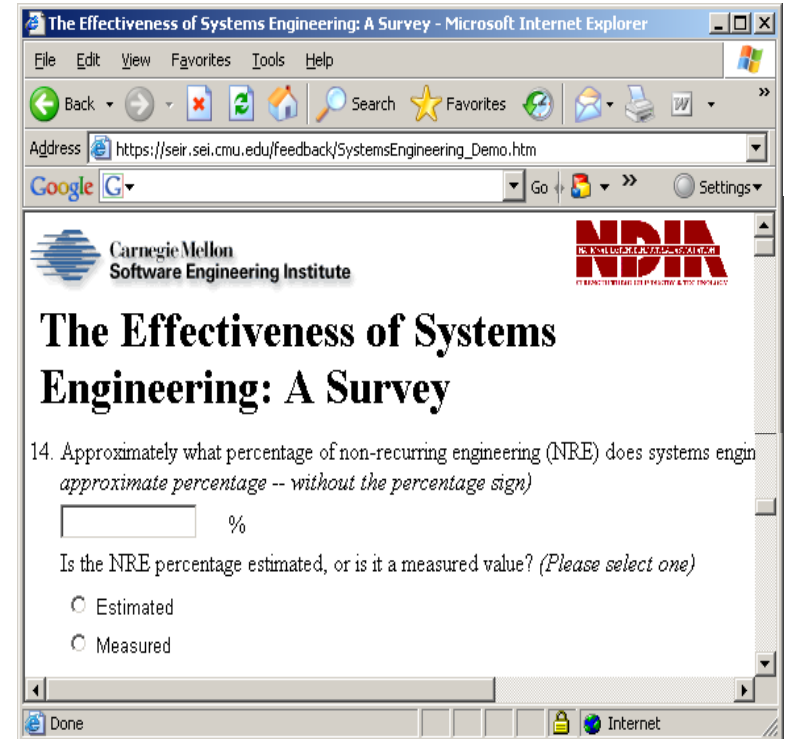 The Effectiveness of Systems Engineering: A Survey - Microsoft Internet Explorer
File Edit View Favorites Tools Help
Back Search Favorites »
Address https://seir.sei.cmu.edu/feedback/SystemsEngineering_Demo.htm
Google G Go » Settings
Carnegie Mellon
Software Engineering Institute
NDIA
The Effectiveness of Systems
Engineering: A Survey
14. Approximately what percentage of non-recurring engineering (NRE) does systems engin
approximate percentage -- without the percentage sign)
%
Is the NRE percentage estimated, or is it a measured value? (Please select one)
Estimated
Measured
Done Internet